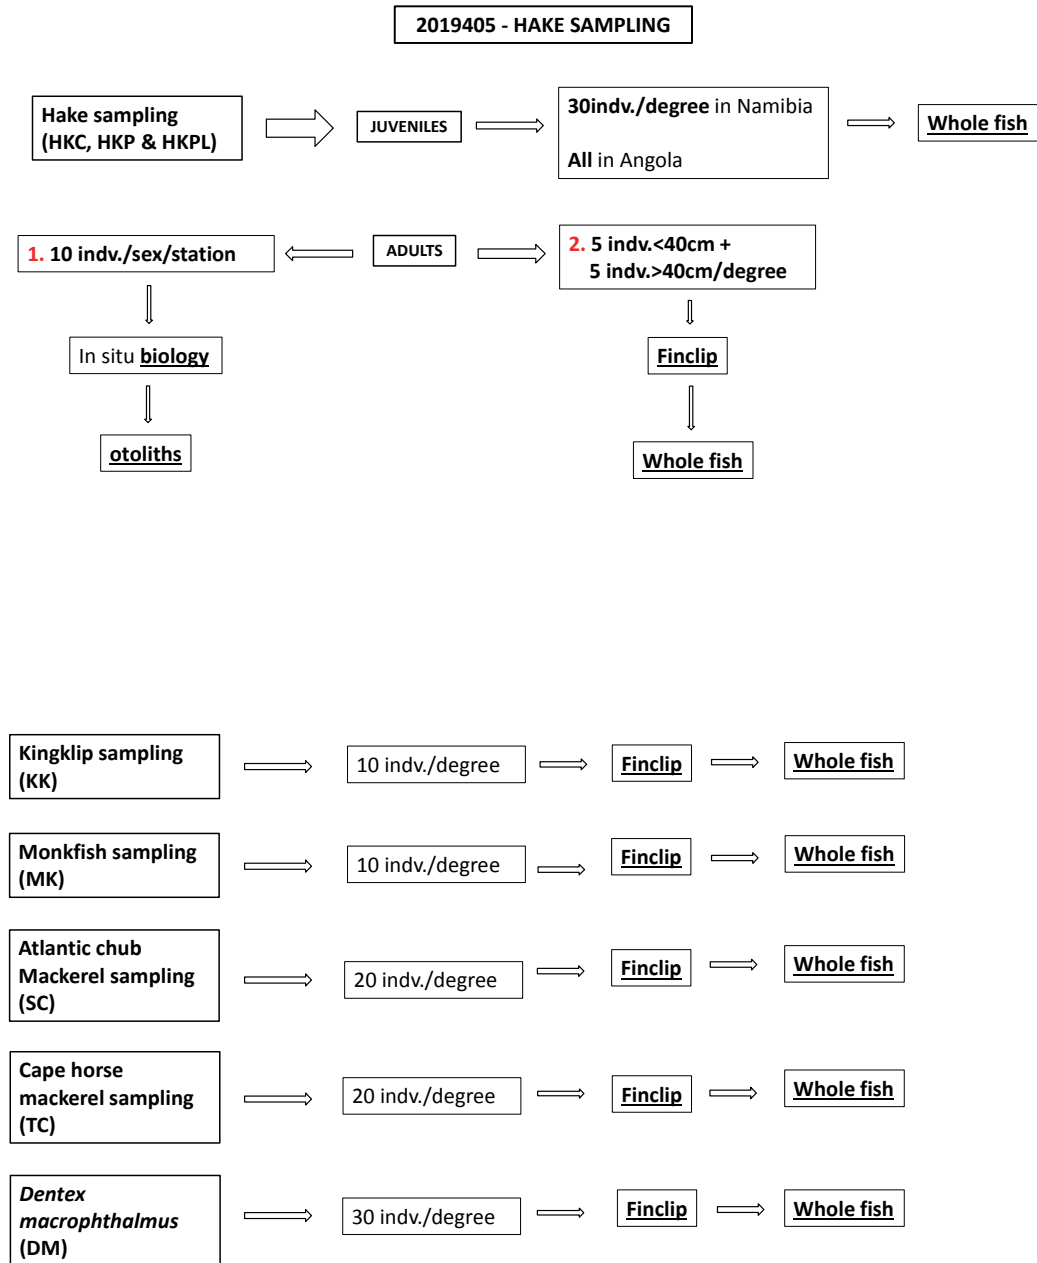 2019405 - HAKE SAMPLING
Hake sampling
(HKC, HKP & HKPL)
JUVENILES
30indv./degree in Namibia
All in Angola
Whole fish
1. 10 indv./sex/station
ADULTS
2. 5 indv.<40cm +
5 indv.>40cm/degree
In situ biology
Finclip
otoliths
Whole fish
Kingklip sampling
(KK)
10 indv./degree
Finclip
Whole fish
Monkfish sampling
(MK)
10 indv./degree
Finclip
Whole fish
Atlantic chub
Mackerel sampling
(SC)
20 indv./degree
Finclip
Whole fish
Cape horse
mackerel sampling
(TC)
20 indv./degree
Finclip
Whole fish
Dentex
macrophthalmus
(DM)
30 indv./degree
Finclip
Whole fish